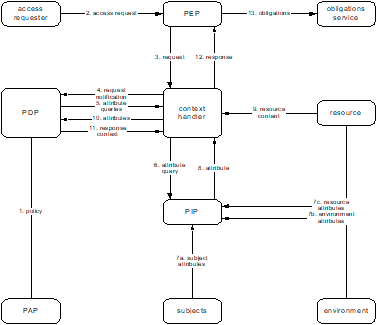 access
requester
2. access request
PEP
13. obligations
obligations
service
3. request
12. response
4. request
notification
5. attribute
queries
10. attributes
11. response
context
PDP
context
handler
9. resource
content
resource
6. attribute
query
8. attribute
1. policy
PIP
7c. resource
attributes
7b. environment
attributes
7a. subject
attributes
PAP
subjects
environment